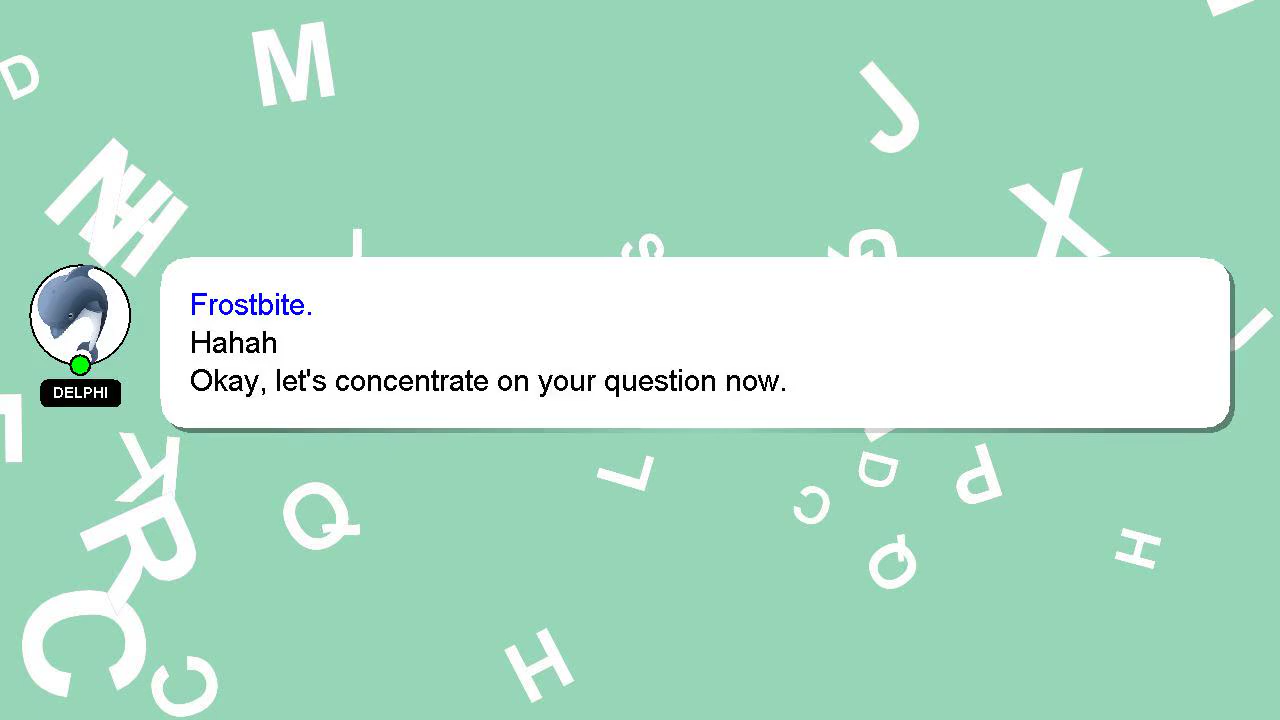 Frostbite.
Hahah
Okay, let's concentrate on your question now.
DELPHI